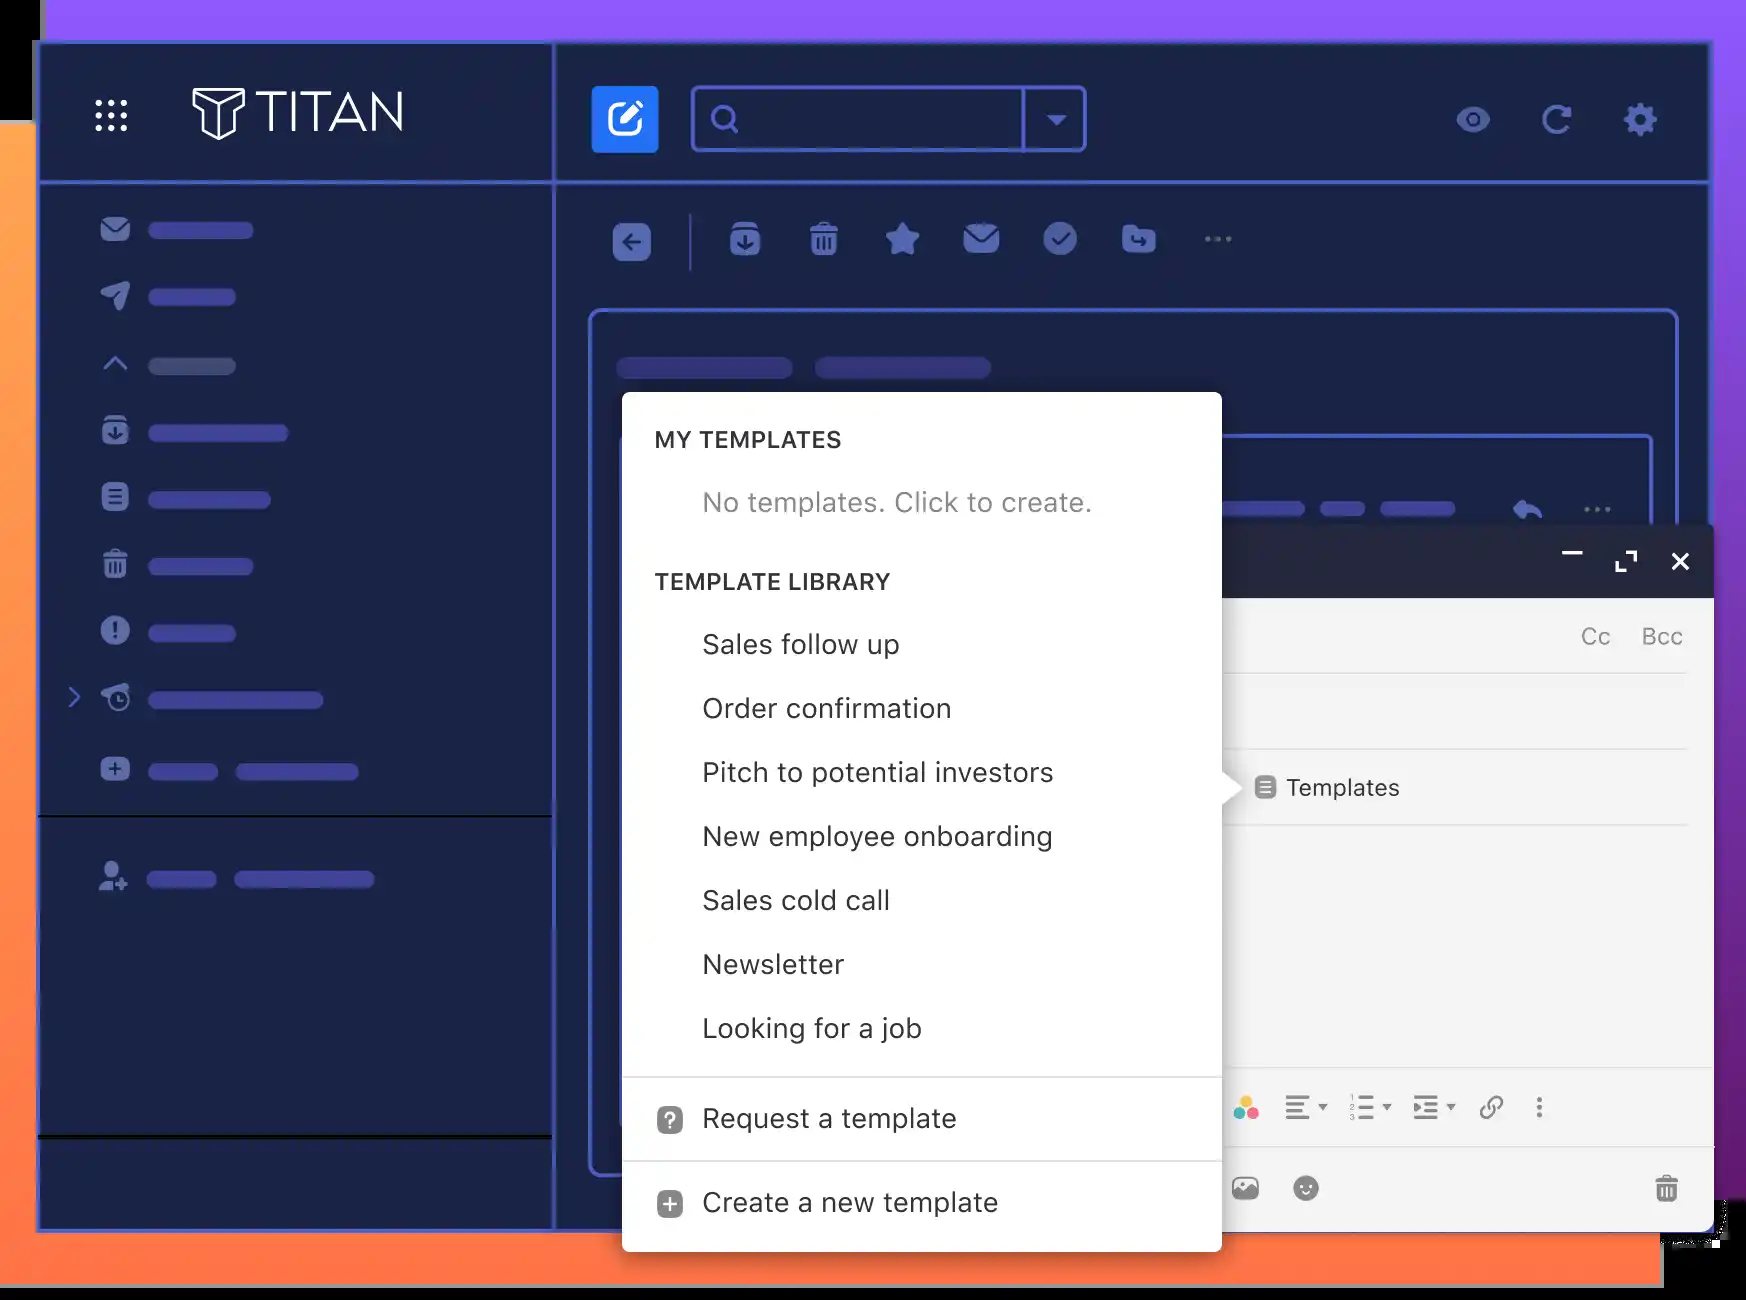 TITAN
MY TEMPLATES
No templates. Click to create.
TEMPLATE LIBRARY
Sales follow up
Order confirmation
Pitch to potential investors
New employee onboarding
Sales cold call
Newsletter
Looking for a job
Request a template
Create a new template
Cc Bcc
Templates